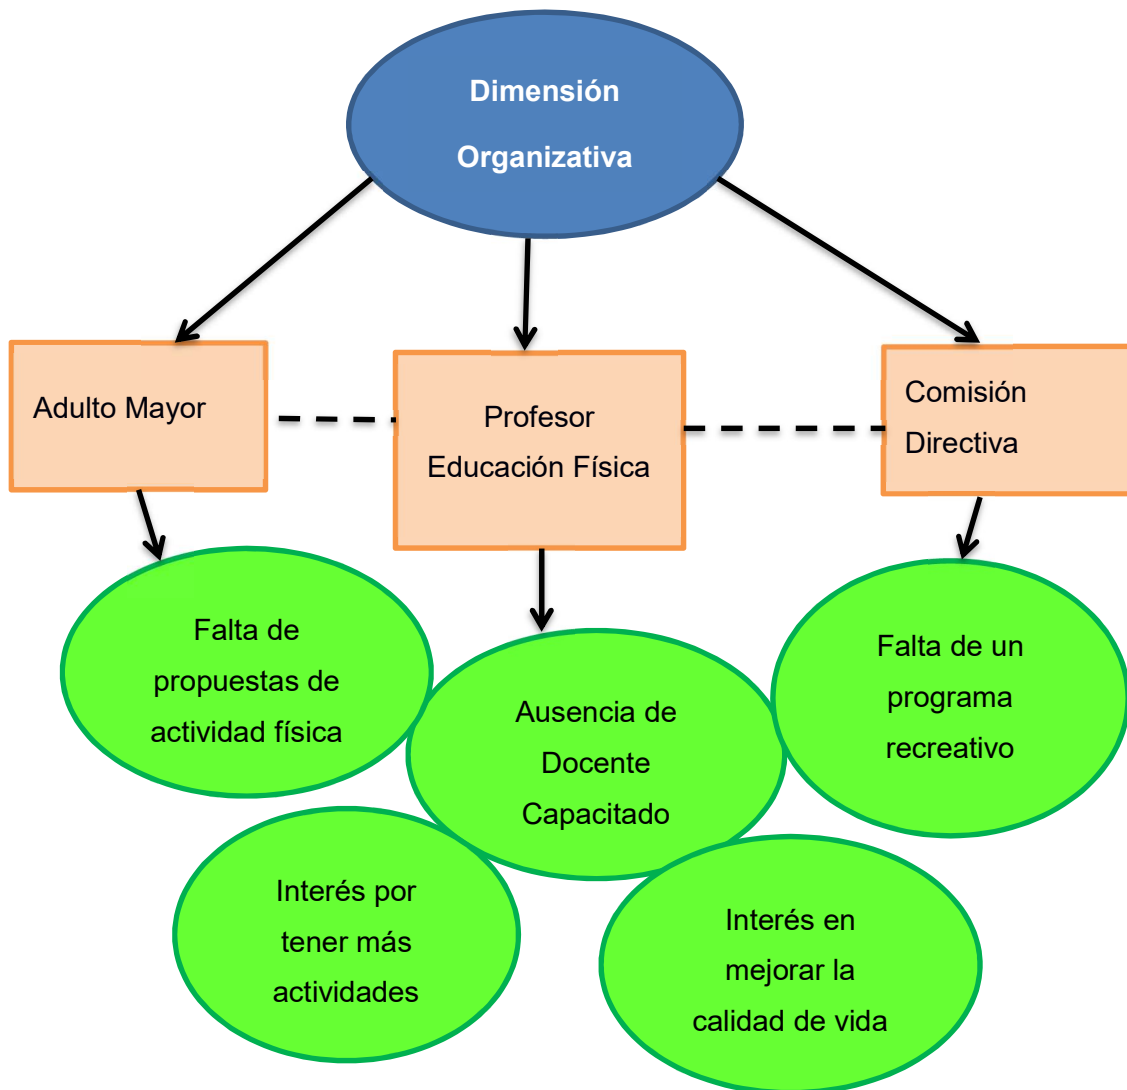 Dimensión
Organizativa
Adulto Mayor
Profesor
Educación Física
Comisión
Directiva
Falta de
propuestas de
actividad física
Ausencia de
Docente
Capacitado
Falta de un
programa
recreativo
Interés por
tener más
actividades
Interés en
mejorar la
calidad de vida